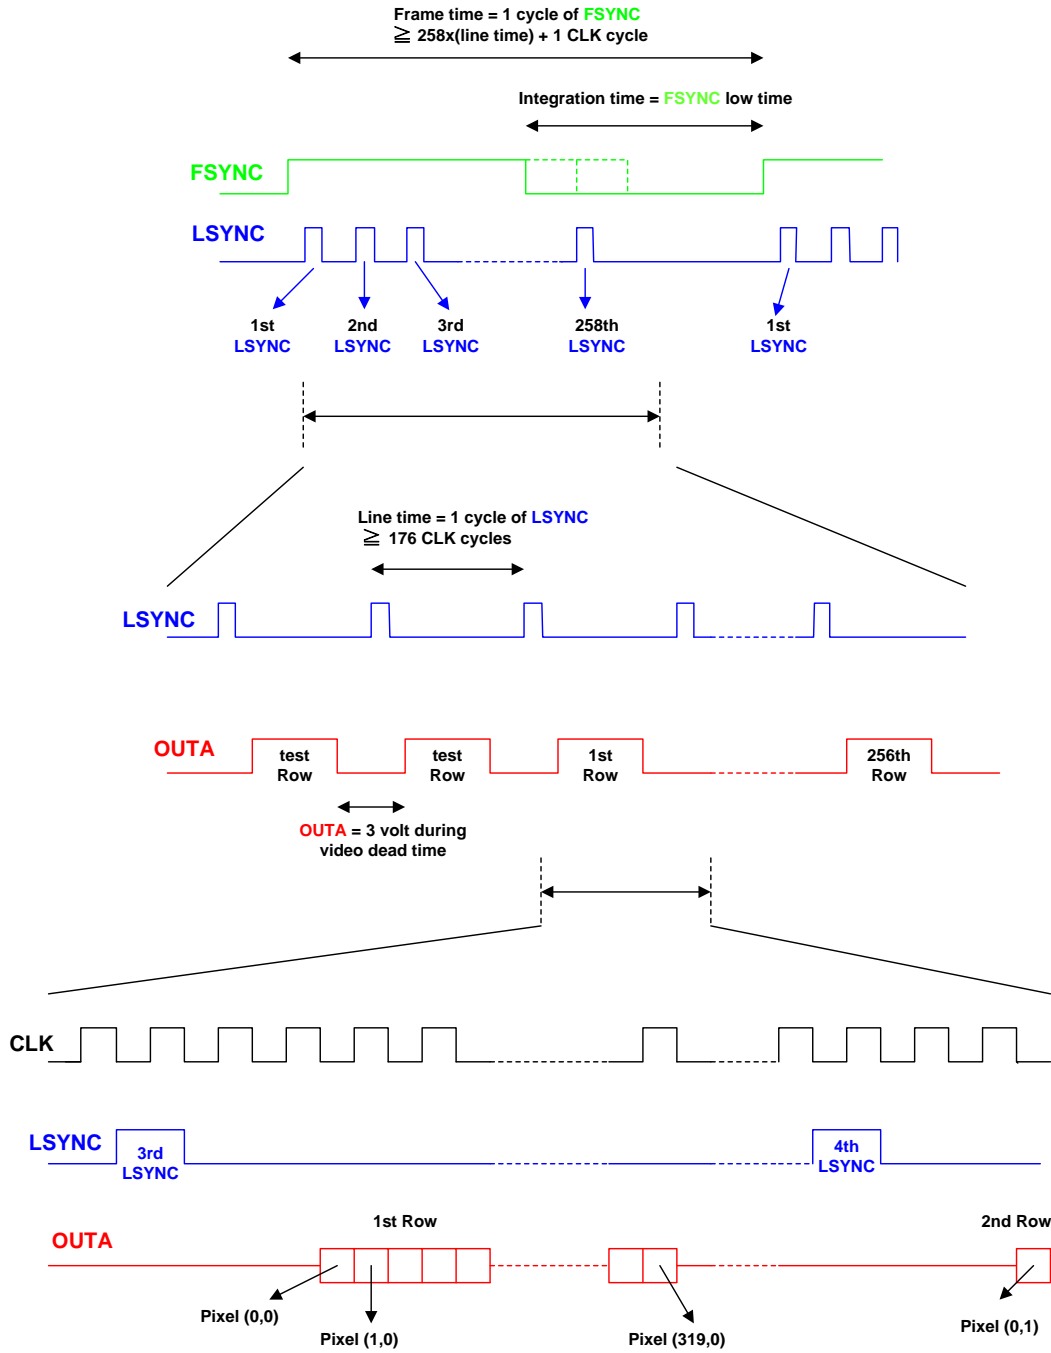 Frame time = 1 cycle of FSYNC
≧ 258x(line time) + 1 CLK cycle
Integration time = FSYNC low time
FSYNC
LSYNC
1st
LSYNC
2nd
LSYNC
3rd
LSYNC
258th
LSYNC
1st
LSYNC
Line time = 1 cycle of LSYNC
≧ 176 CLK cycles
LSYNC
OUTA
test
Row
test
Row
1st
Row
256th
Row
OUTA = 3 volt during
video dead time
CLK
LSYNC
3rd
LSYNC
4th
LSYNC
1st Row
2nd Row
OUTA
Pixel (0,0)
Pixel (1,0)
Pixel (319,0)
Pixel (0,1)